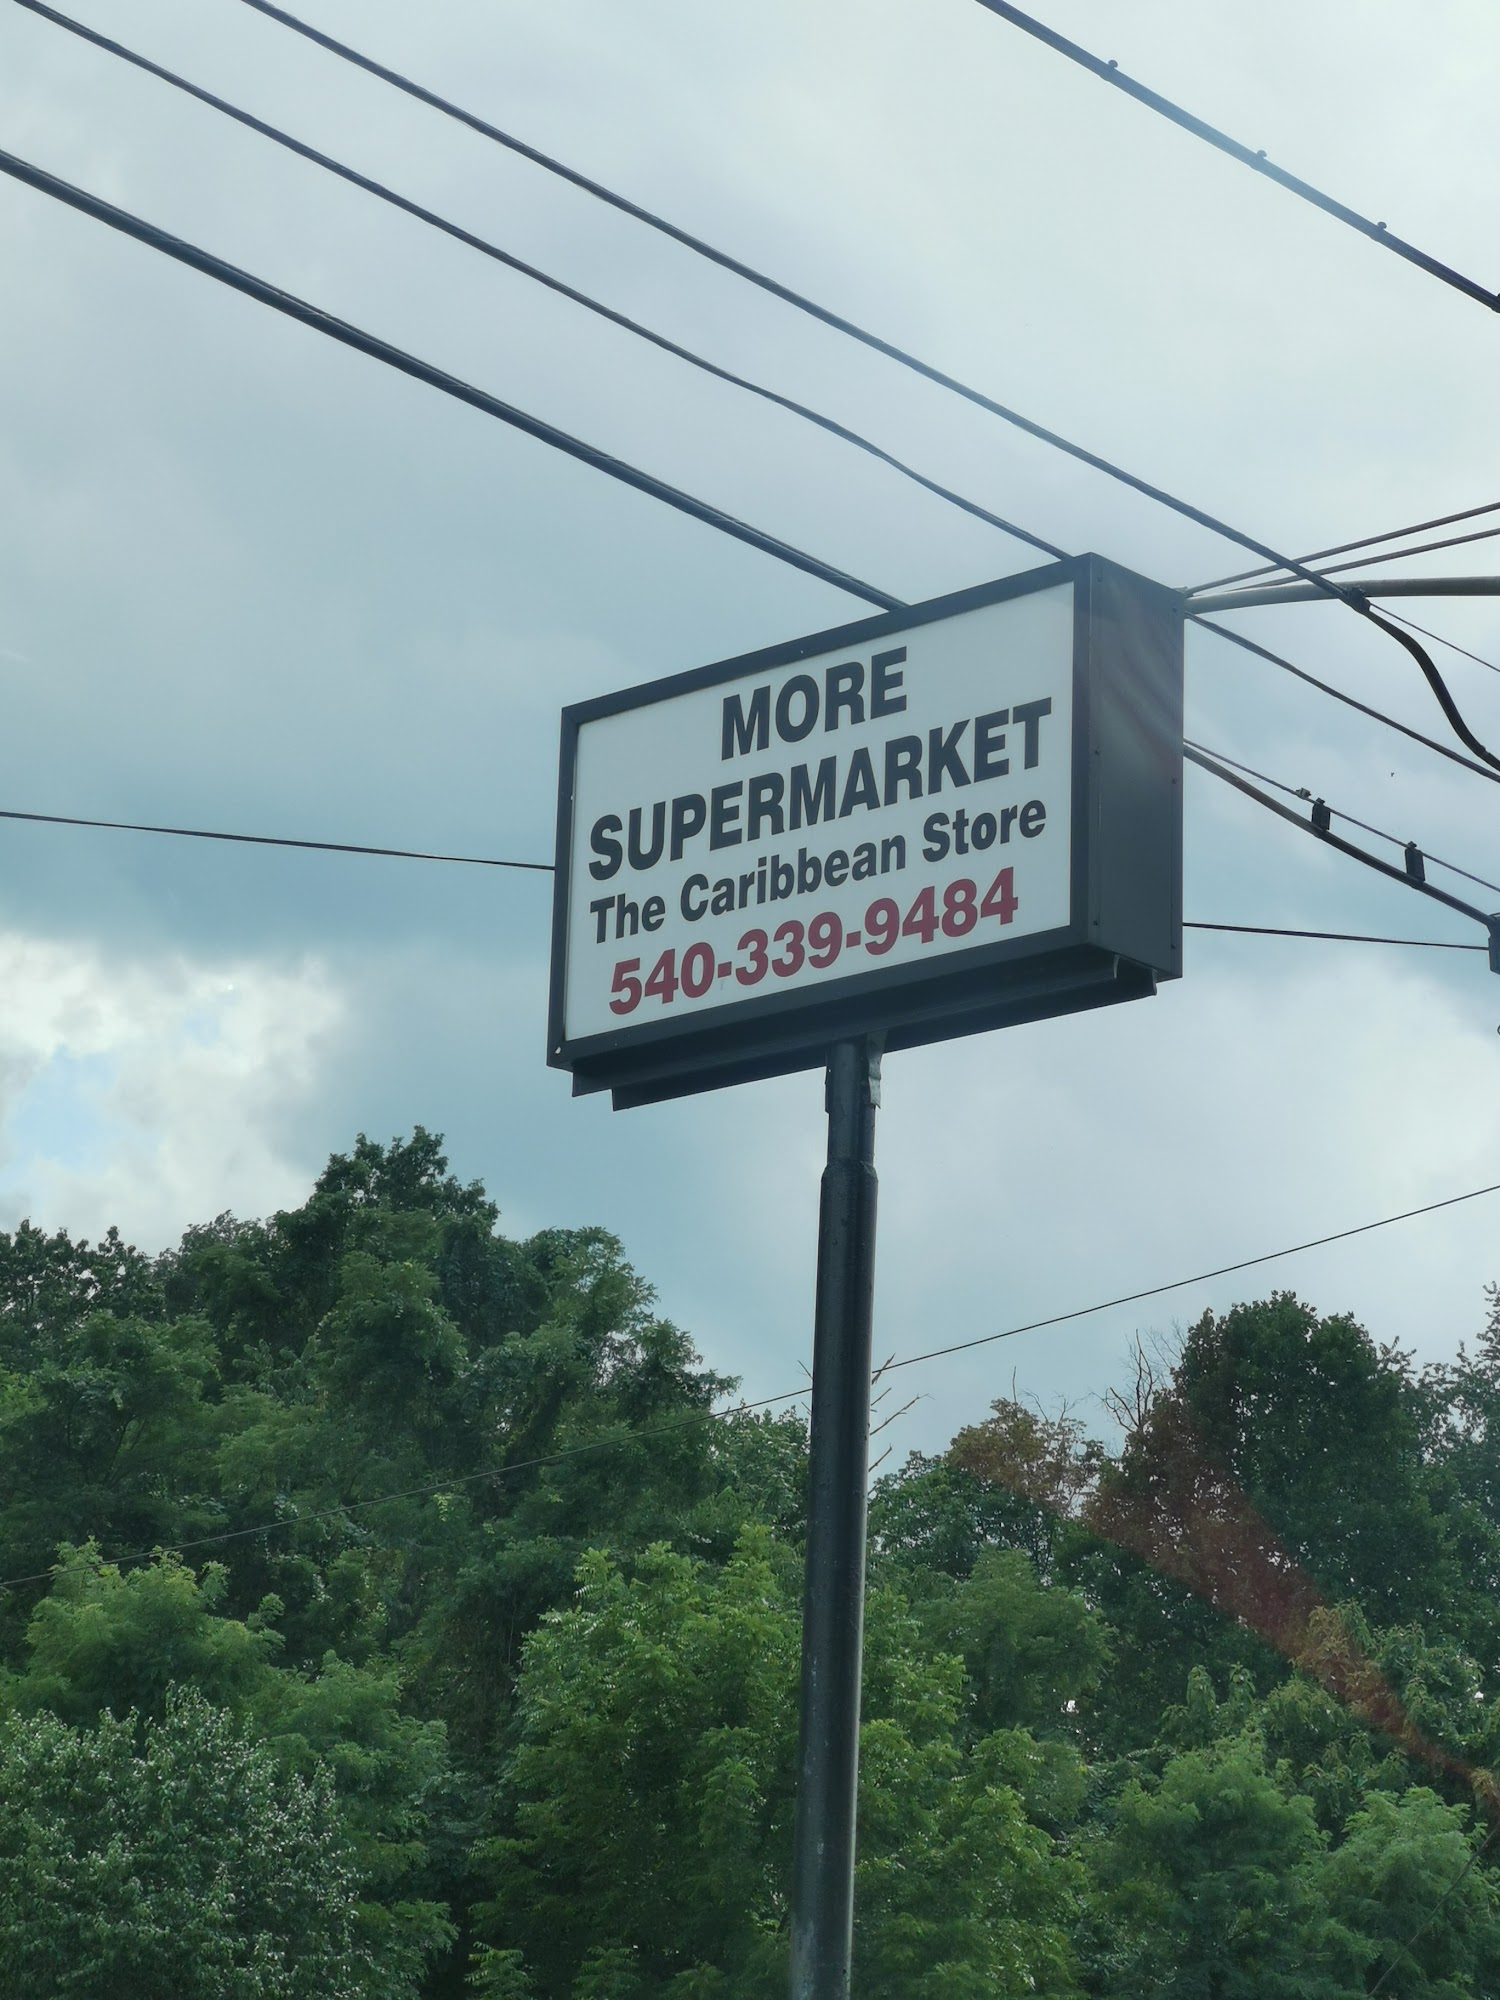 MORE
SUPERMARKET
The Caribbean Store
540-339-9484